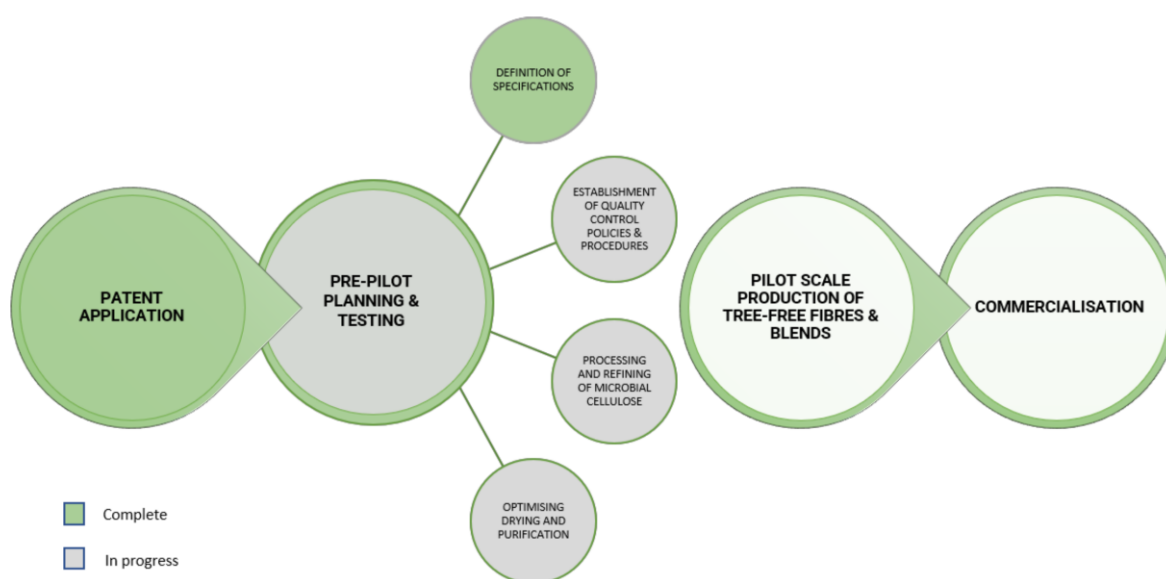 DEFINITION OF
SPECIFICATIONS
ESTABLISHMENT
OF QUALITY
CONTROL
POLICIES &
PROCEDURES
PATENT
APPLICATION
PRE-PILOT
PLANNING &
TESTING
PILOT SCALE
PRODUCTION OF
TREE-FREE FIBRES &
BLENDS
COMMERCIALISATION
PROCESSING
AND REFINING
OF MICROBIAL
CELLULOSE
OPTIMISING
DRYING AND
PURIFICATION
Complete
In progress